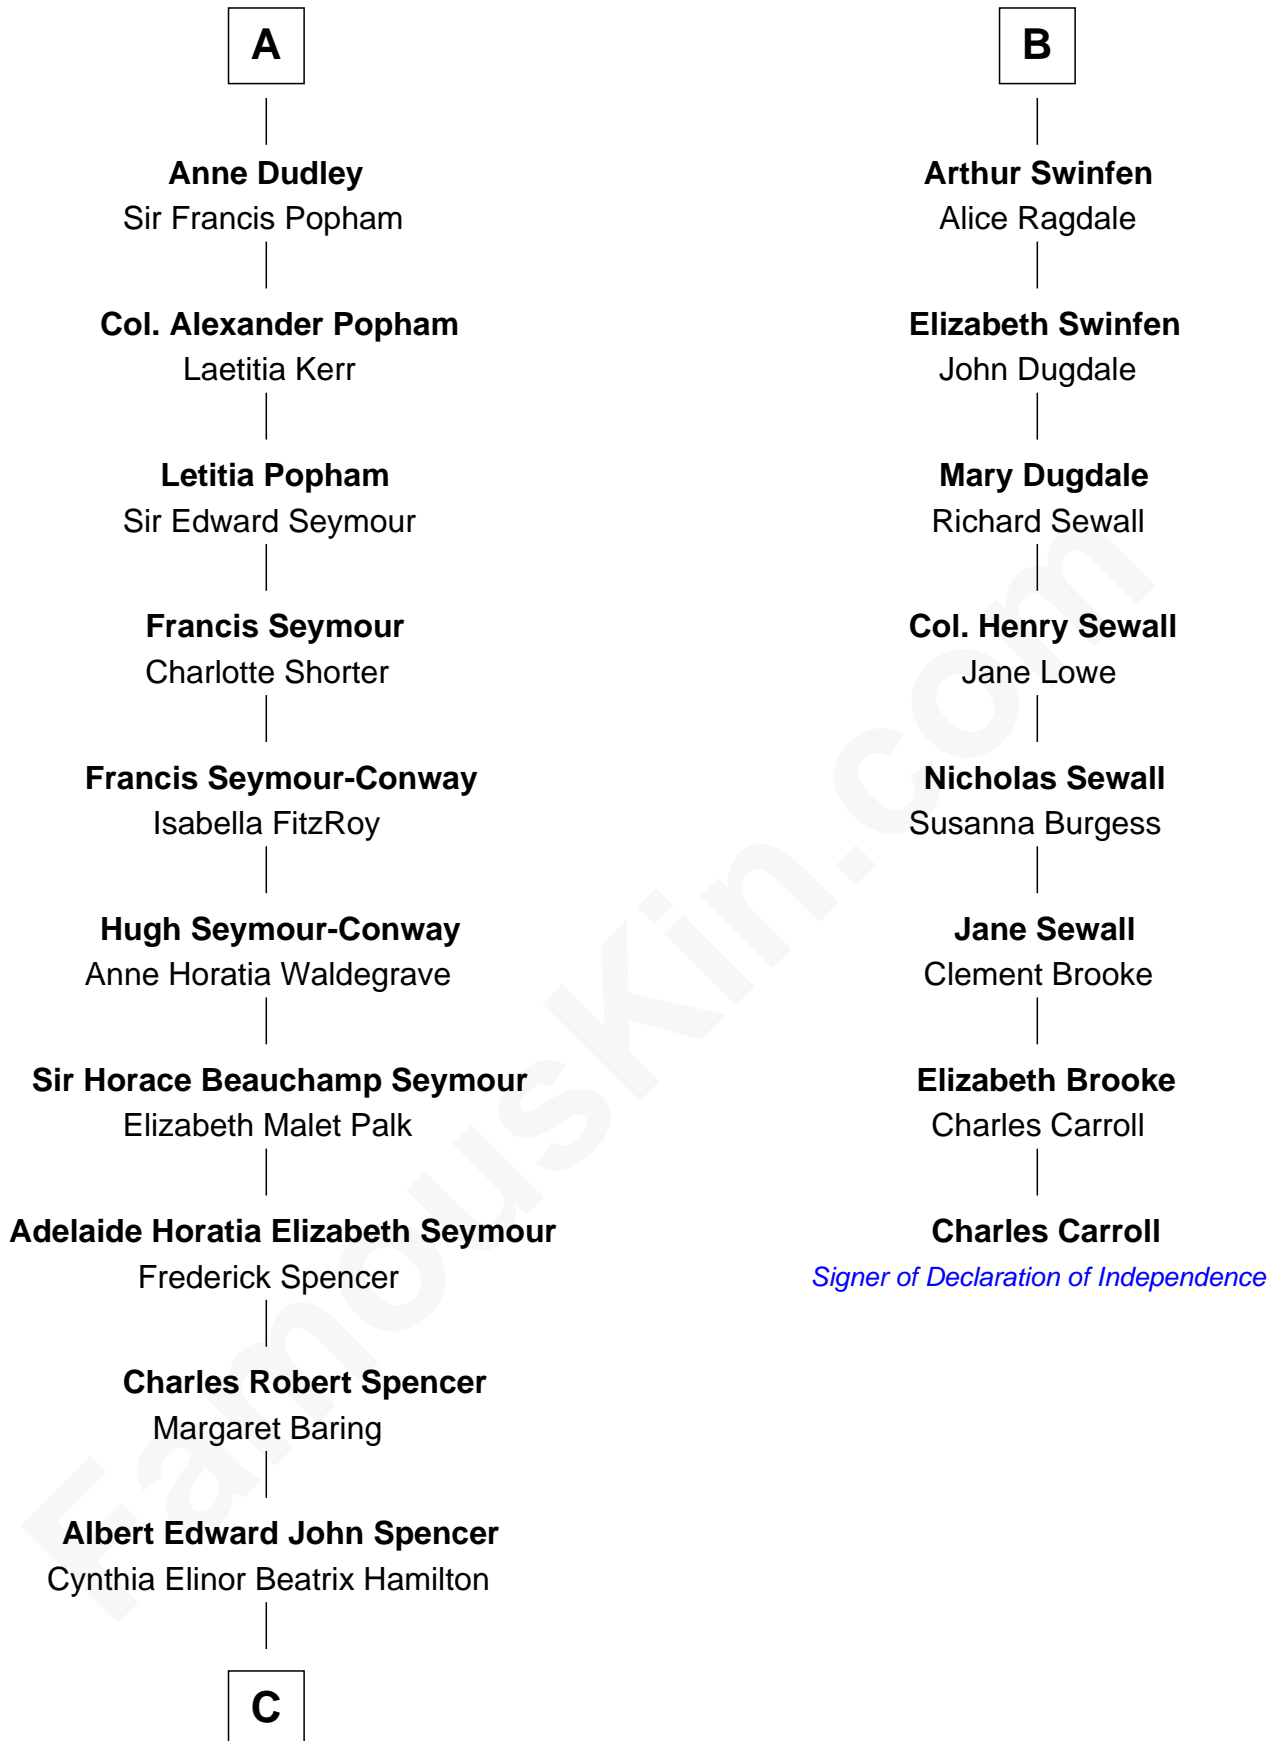 A
Anne Dudley
Sir Francis Popham
Col. Alexander Popham
Laetitia Kerr
Letitia Popham
Sir Edward Seymour
Francis Seymour
Charlotte Shorter
Francis Seymour-Conway
Isabella FitzRoy
Hugh Seymour-Conway
Anne Horatia Waldegrave
Sir Horace Beauchamp Seymour
Elizabeth Malet Palk
Adelaide Horatia Elizabeth Seymour
Frederick Spencer
Charles Robert Spencer
Margaret Baring
Albert Edward John Spencer
Cynthia Elinor Beatrix Hamilton
C
B
Arthur Swinfen
Alice Ragdale
Elizabeth Swinfen
John Dugdale
Mary Dugdale
Richard Sewall
Col. Henry Sewall
Jane Lowe
Nicholas Sewall
Susanna Burgess
Jane Sewall
Clement Brooke
Elizabeth Brooke
Charles Carroll
Charles Carroll
Signer of Declaration of Independence
FamousKin.com